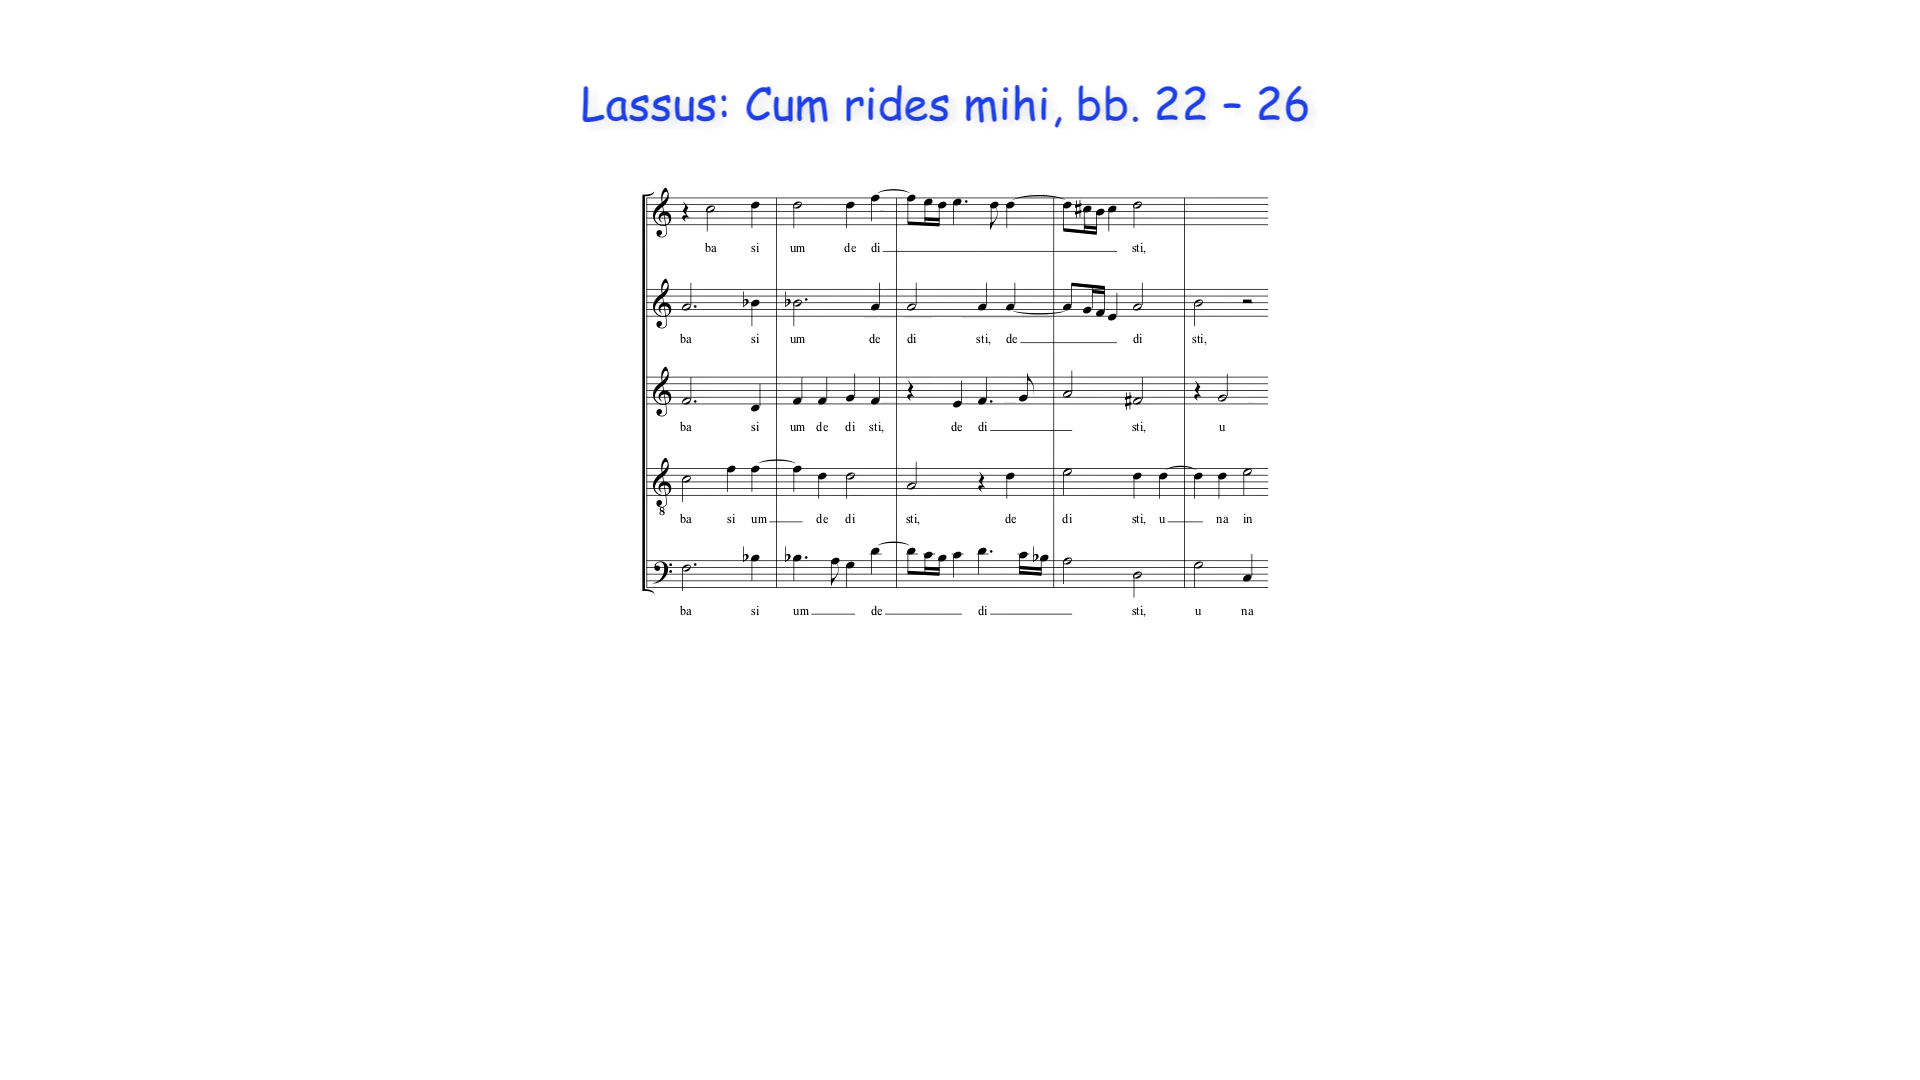 Lassus: Cum rides mihi, bb. 22 – 26
ba si um de di sti,
ba si um de di sti, de di sti,
ba si um de di sti, de di sti, u
8
ba si um de di sti, de di sti, u na in
ba si um de di sti, u na